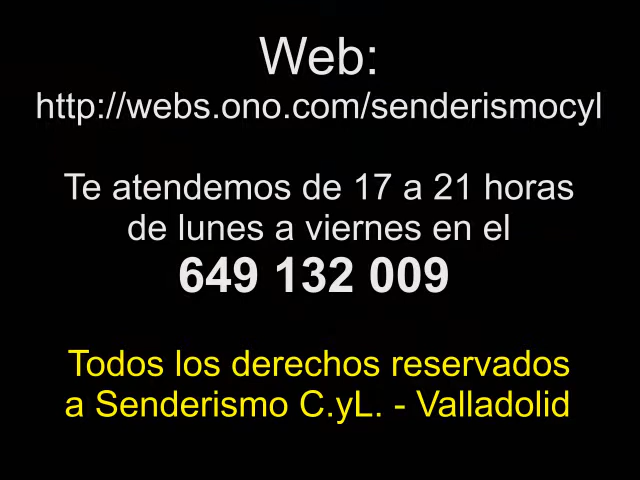 Web:
http://webs.ono.com/senderismocyl
Te atendemos de 17 a 21 horas
de lunes a viernes en el
649 132 009
Todos los derechos reservados
a Senderismo C.yL. - Valladolid